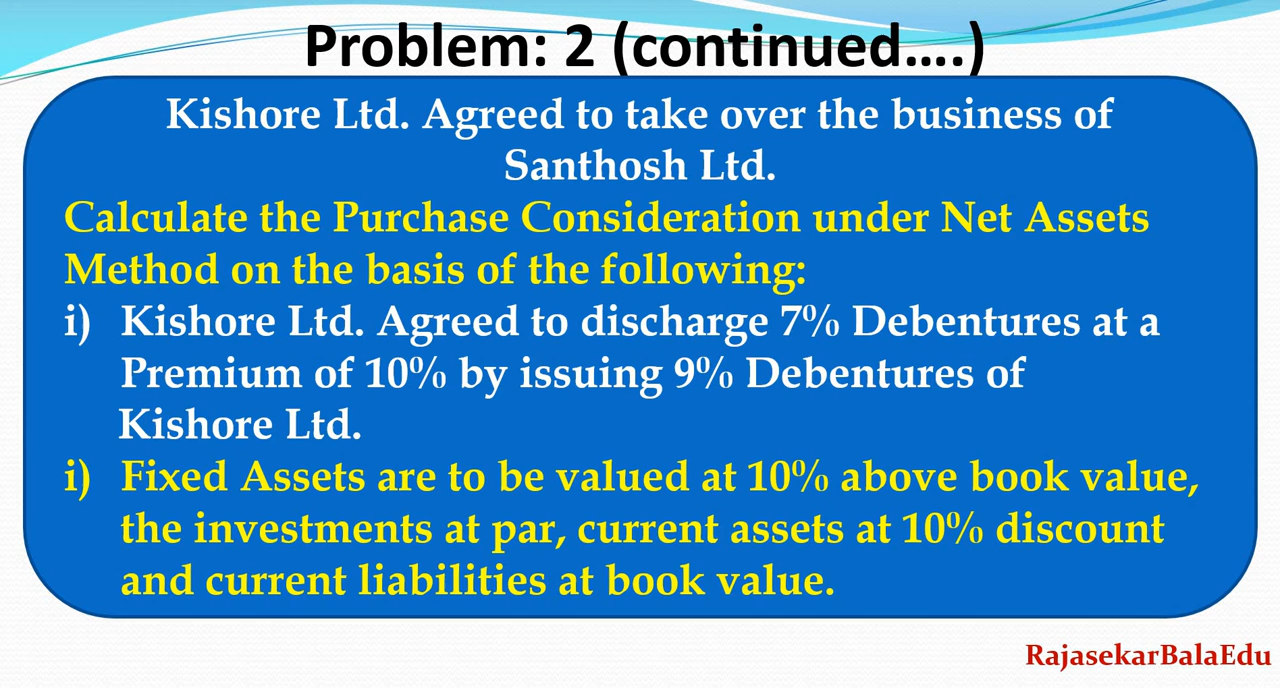 Problem: 2 (continued….)
Kishore Ltd. Agreed to take over the business of
Santhosh Ltd.
Calculate the Purchase Consideration under Net Assets
Method on the basis of the following:
i) Kishore Ltd. Agreed to discharge 7% Debentures at a
Premium of 10% by issuing 9% Debentures of
Kishore Ltd.
i) Fixed Assets are to be valued at 10% above book value,
the investments at par, current assets at 10% discount
and current liabilities at book value.
RajasekarBalaEdu